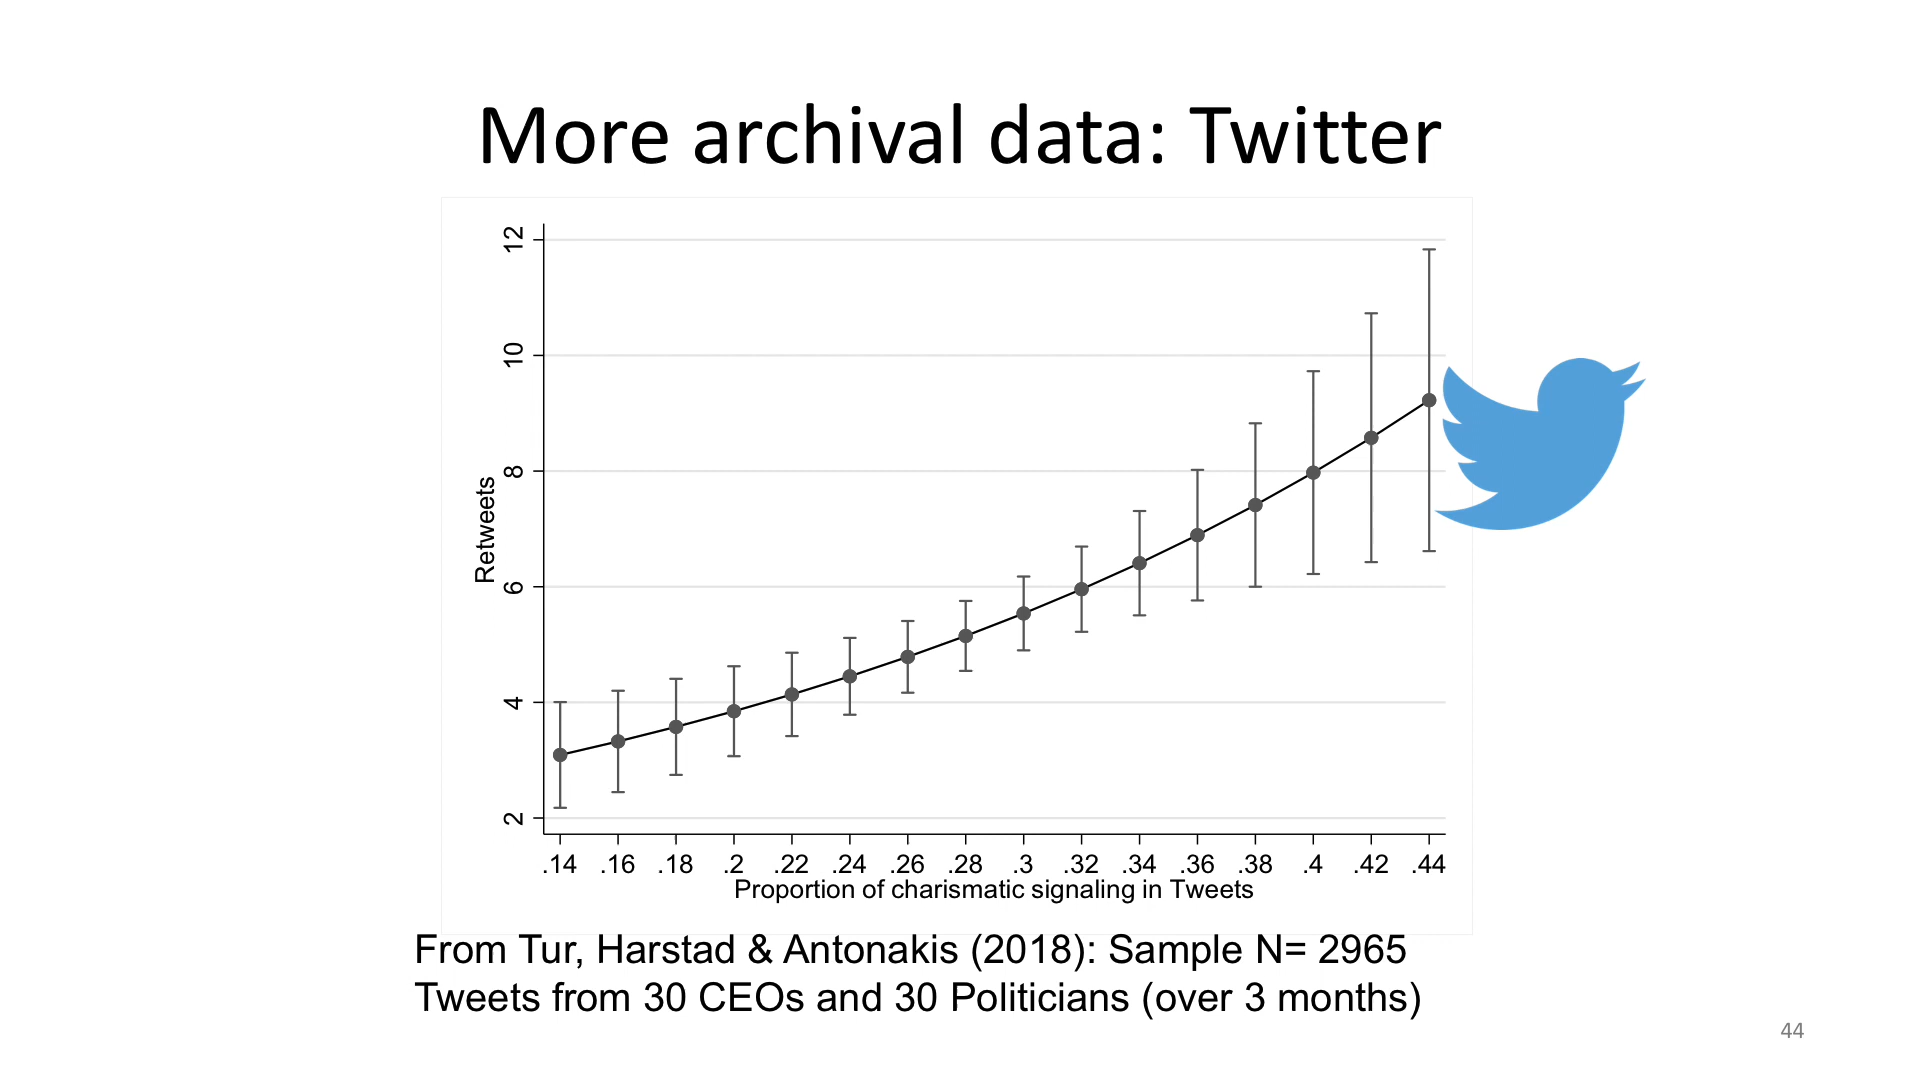 More archival data: Twitter
12
10
8
6
4
2
Retweets
.14 .16 .18 .2 .22 .24 .26 .28 .3 .32 .34 .36 .38 .4 .42 .44
Proportion of charismatic signaling in Tweets
From Tur, Harstad & Antonakis (2018): Sample N= 2965
Tweets from 30 CEOs and 30 Politicians (over 3 months)
44